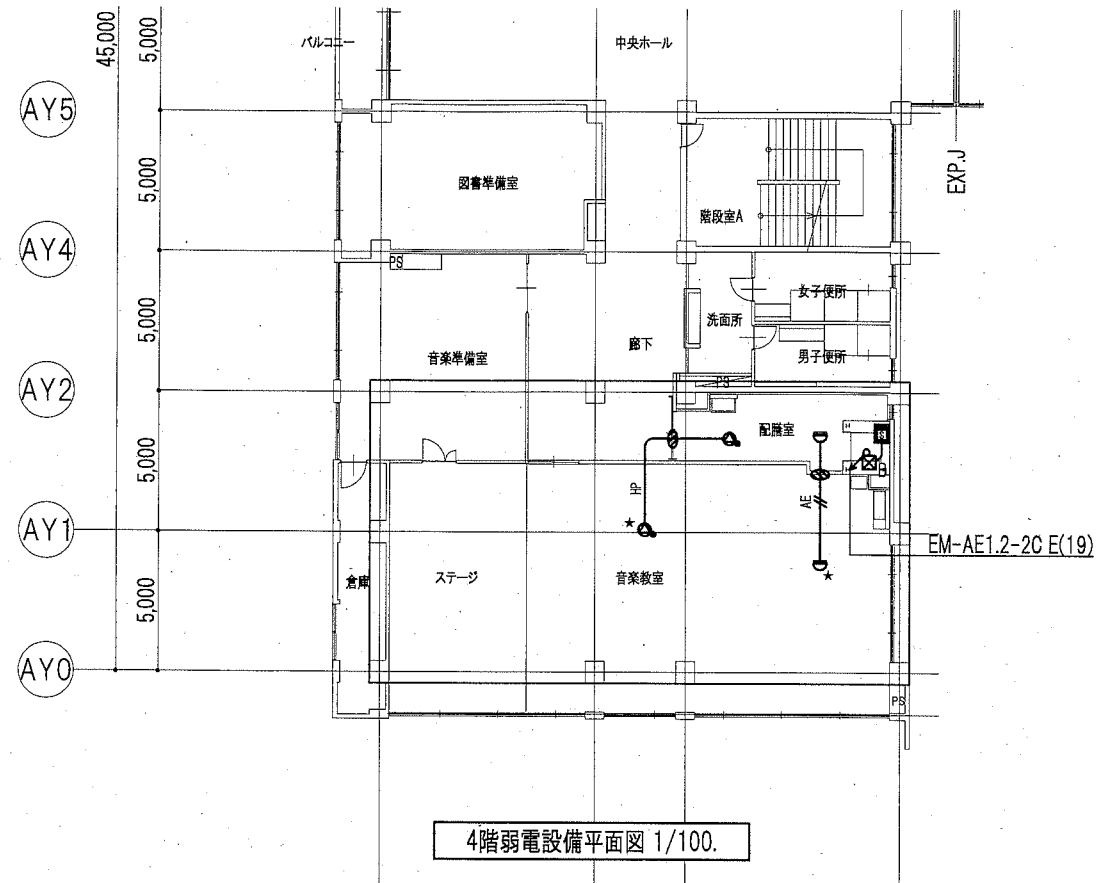 45,000
5,000
バルコニー
中央ホール
AY5
5,000
図書準備室
階段室A
EXP.J
AY4
PS
5,000
女子便所
洗面所
廊下
音楽準備室
男子便所
AY2
PS
5,000
配膳室
H
S
HP
AE
H
AY1
★
EM-AE1.2-2C E(19)
5,000
倉庫
ステージ
音楽教室
★
AY0
PS
4階弱電設備平面図 1/100.